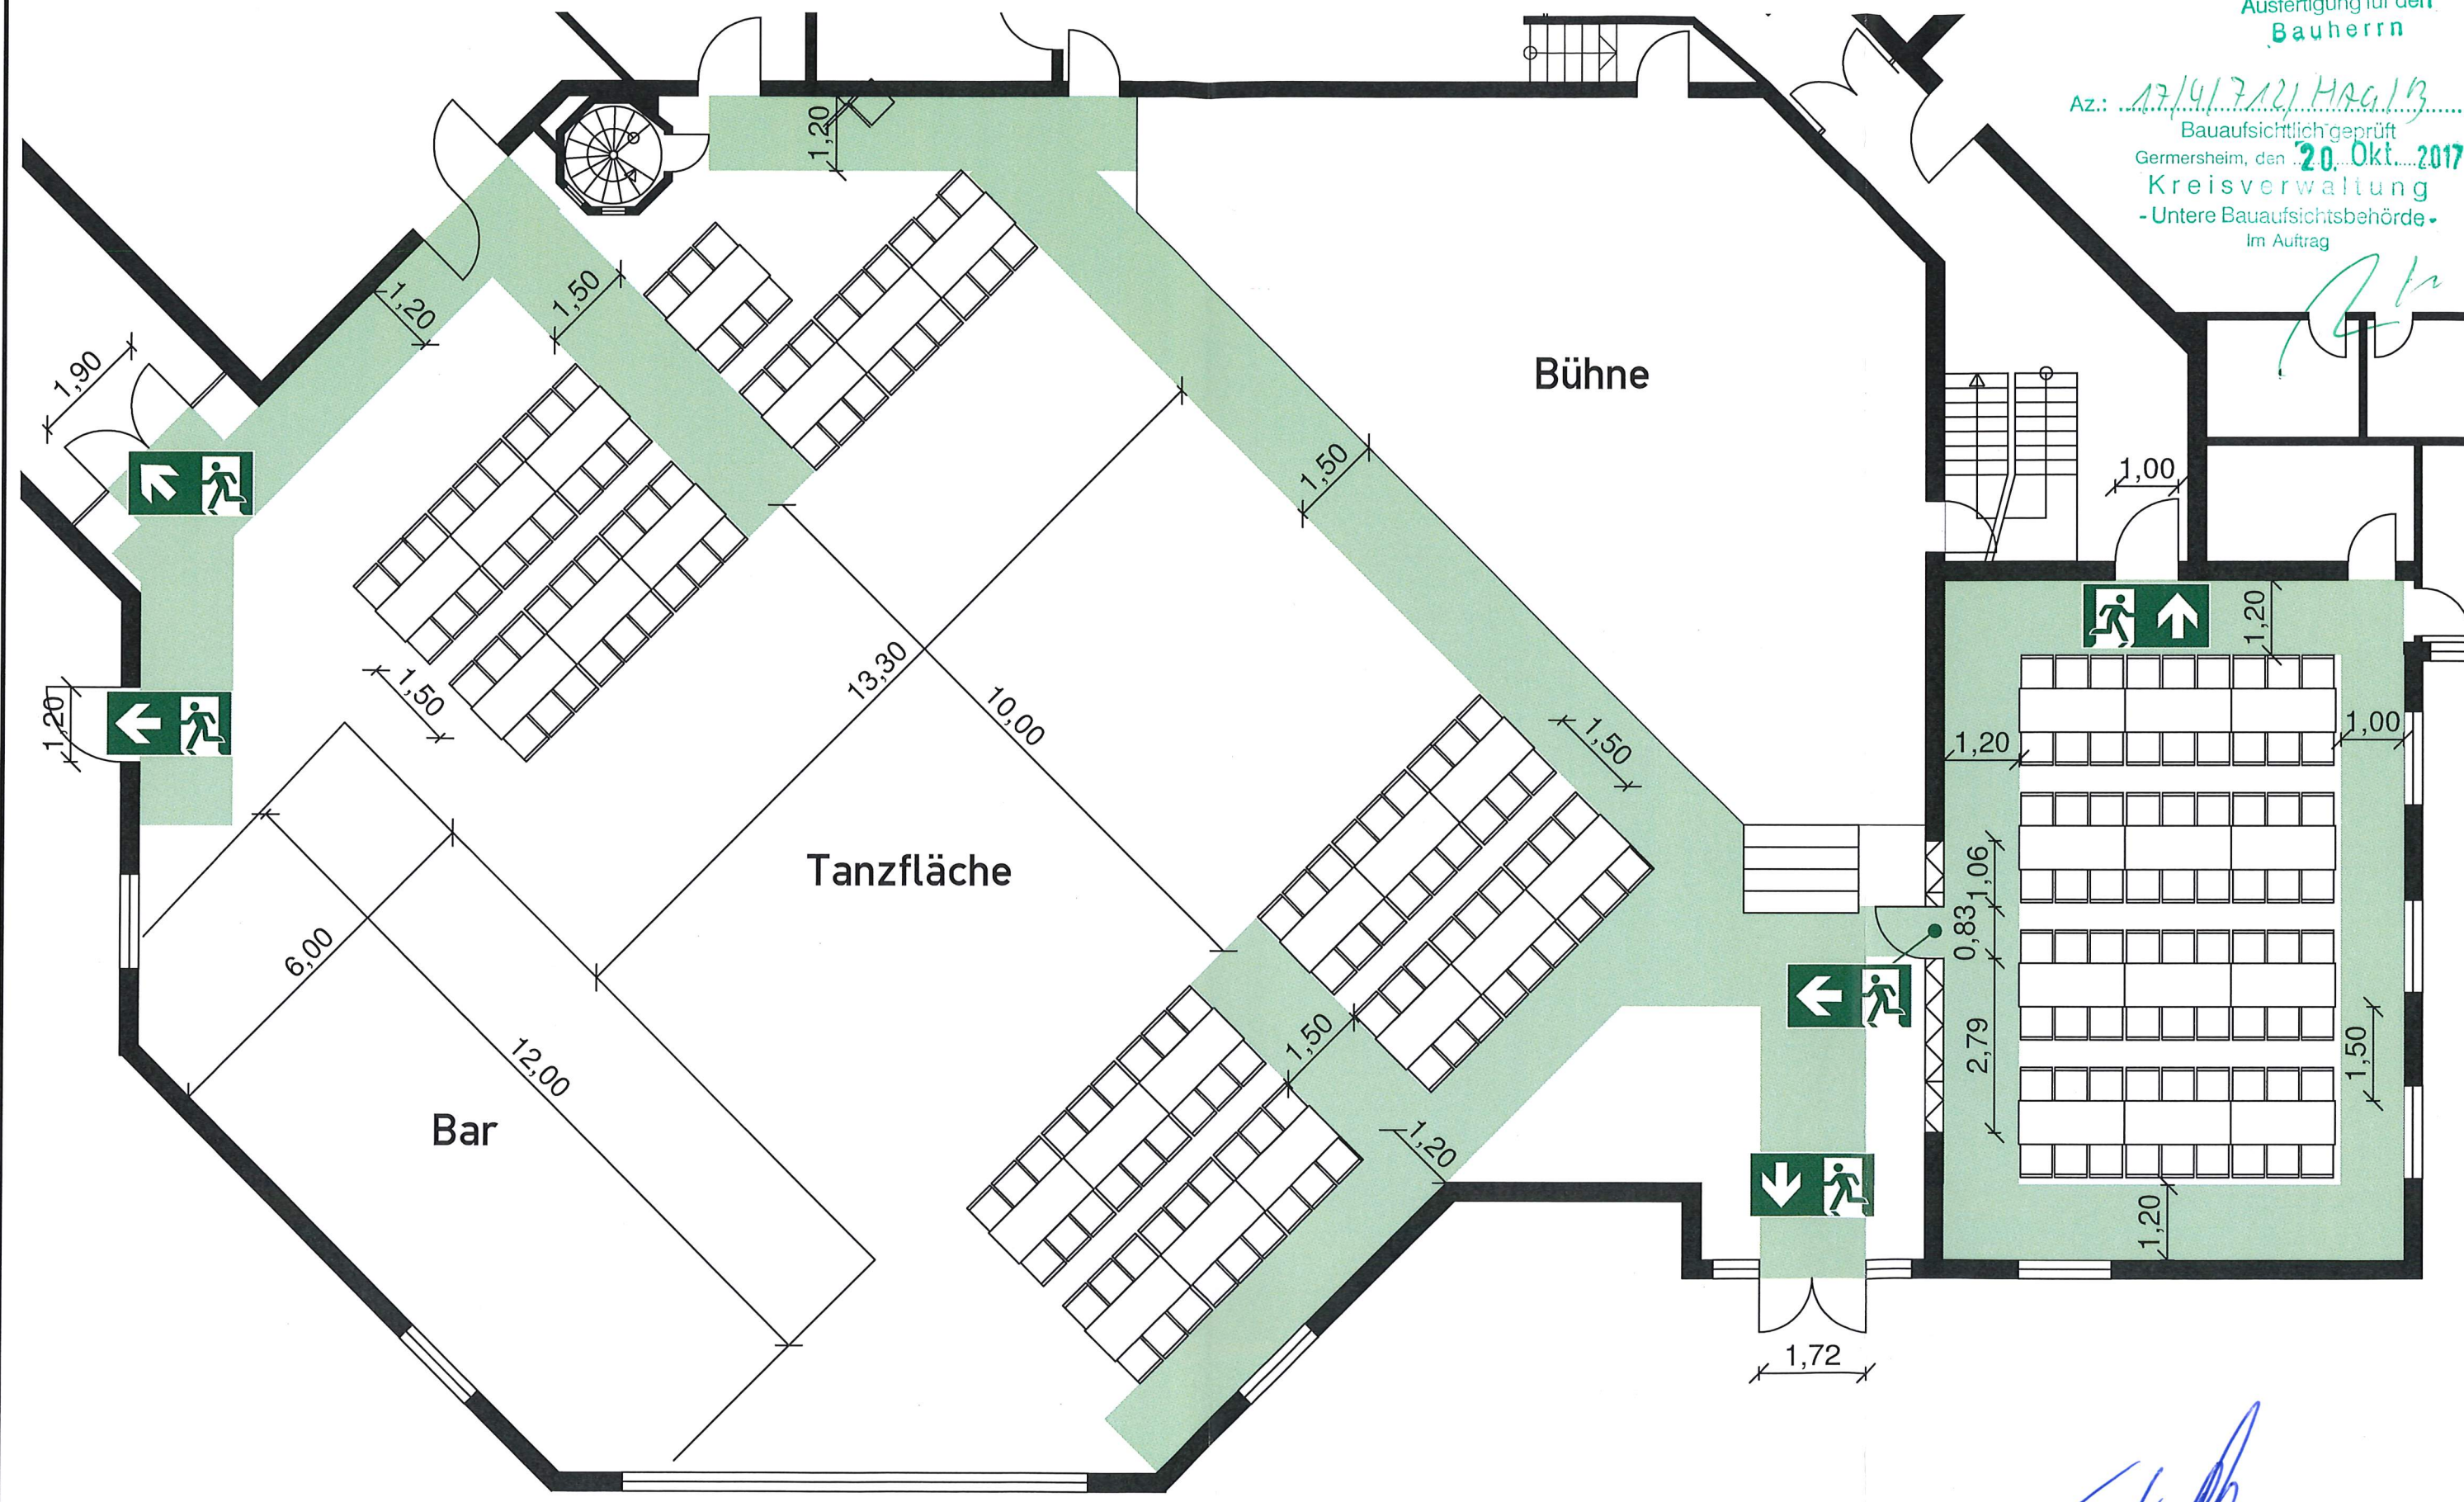 Ausfertigung für den
Bauherrn
Az.: 17/4/712/HAG/B
Bauaufsichtlich geprüft
Germersheim, den 20. Okt. 2017
Kreisverwaltung
- Untere Bauaufsichtsbehörde -
Im Auftrag
1,20
1,50
1,20
1,90
Bühne
1,50
1,00
1,20
1,50
13,30
10,00
1,50
1,20
1,20
1,00
Tanzfläche
1,06
0,83
6,00
2,79
1,50
1,50
12,00
Bar
1,20
1,20
1,72